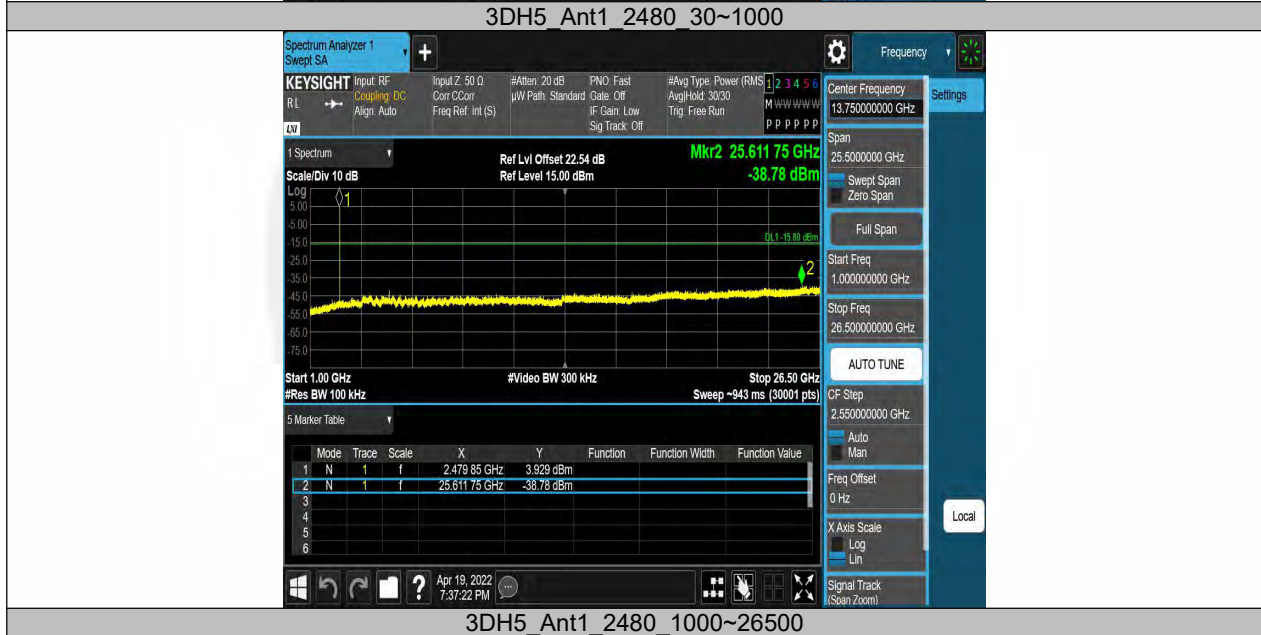 3DH5_Ant1_2480_30~1000
Spectrum Analyzer 1
Swept SA
+
Frequency
KEYSIGHT
RL
LXI
Input: RF
Coupling: DC
Align: Auto
Input Z: 50 Ω
Corr CCorr
Freq Ref: Int (S)
#Atten: 20 dB
µW Path: Standard
PNO: Fast
Gate: Off
IF Gain: Low
Sig Track: Off
#Avg Type: Power (RMS
Avg|Hold: 30/30
Trig: Free Run
1 2 3 4 5 6
M W W W W W
P P P P P P
Center Frequency
13.750000000 GHz
Settings
Span
25.5000000 GHz
Swept Span
Zero Span
Full Span
Start Freq
1.000000000 GHz
Stop Freq
26.500000000 GHz
AUTO TUNE
CF Step
2.550000000 GHz
Auto
Man
Freq Offset
0 Hz
X Axis Scale
Log
Lin
Signal Track
(Span Zoom)
Local
1 Spectrum
Scale/Div 10 dB
Ref Lvl Offset 22.54 dB
Ref Level 15.00 dBm
Mkr2 25.611 75 GHz
-38.78 dBm
Log
5.00
-5.00
-15.0
-25.0
-35.0
-45.0
-55.0
-65.0
-75.0
1
DL1 -15.80 dBm
2
Start 1.00 GHz
#Video BW 300 kHz
Stop 26.50 GHz
#Res BW 100 kHz
Sweep ~943 ms (30001 pts)
5 Marker Table
Mode Trace Scale X Y Function Function Width Function Value
1 N 1 f 2.479 85 GHz 3.929 dBm
2 N 1 f 25.611 75 GHz -38.78 dBm
3
4
5
6
?
Apr 19, 2022
7:37:22 PM
3DH5_Ant1_2480_1000~26500